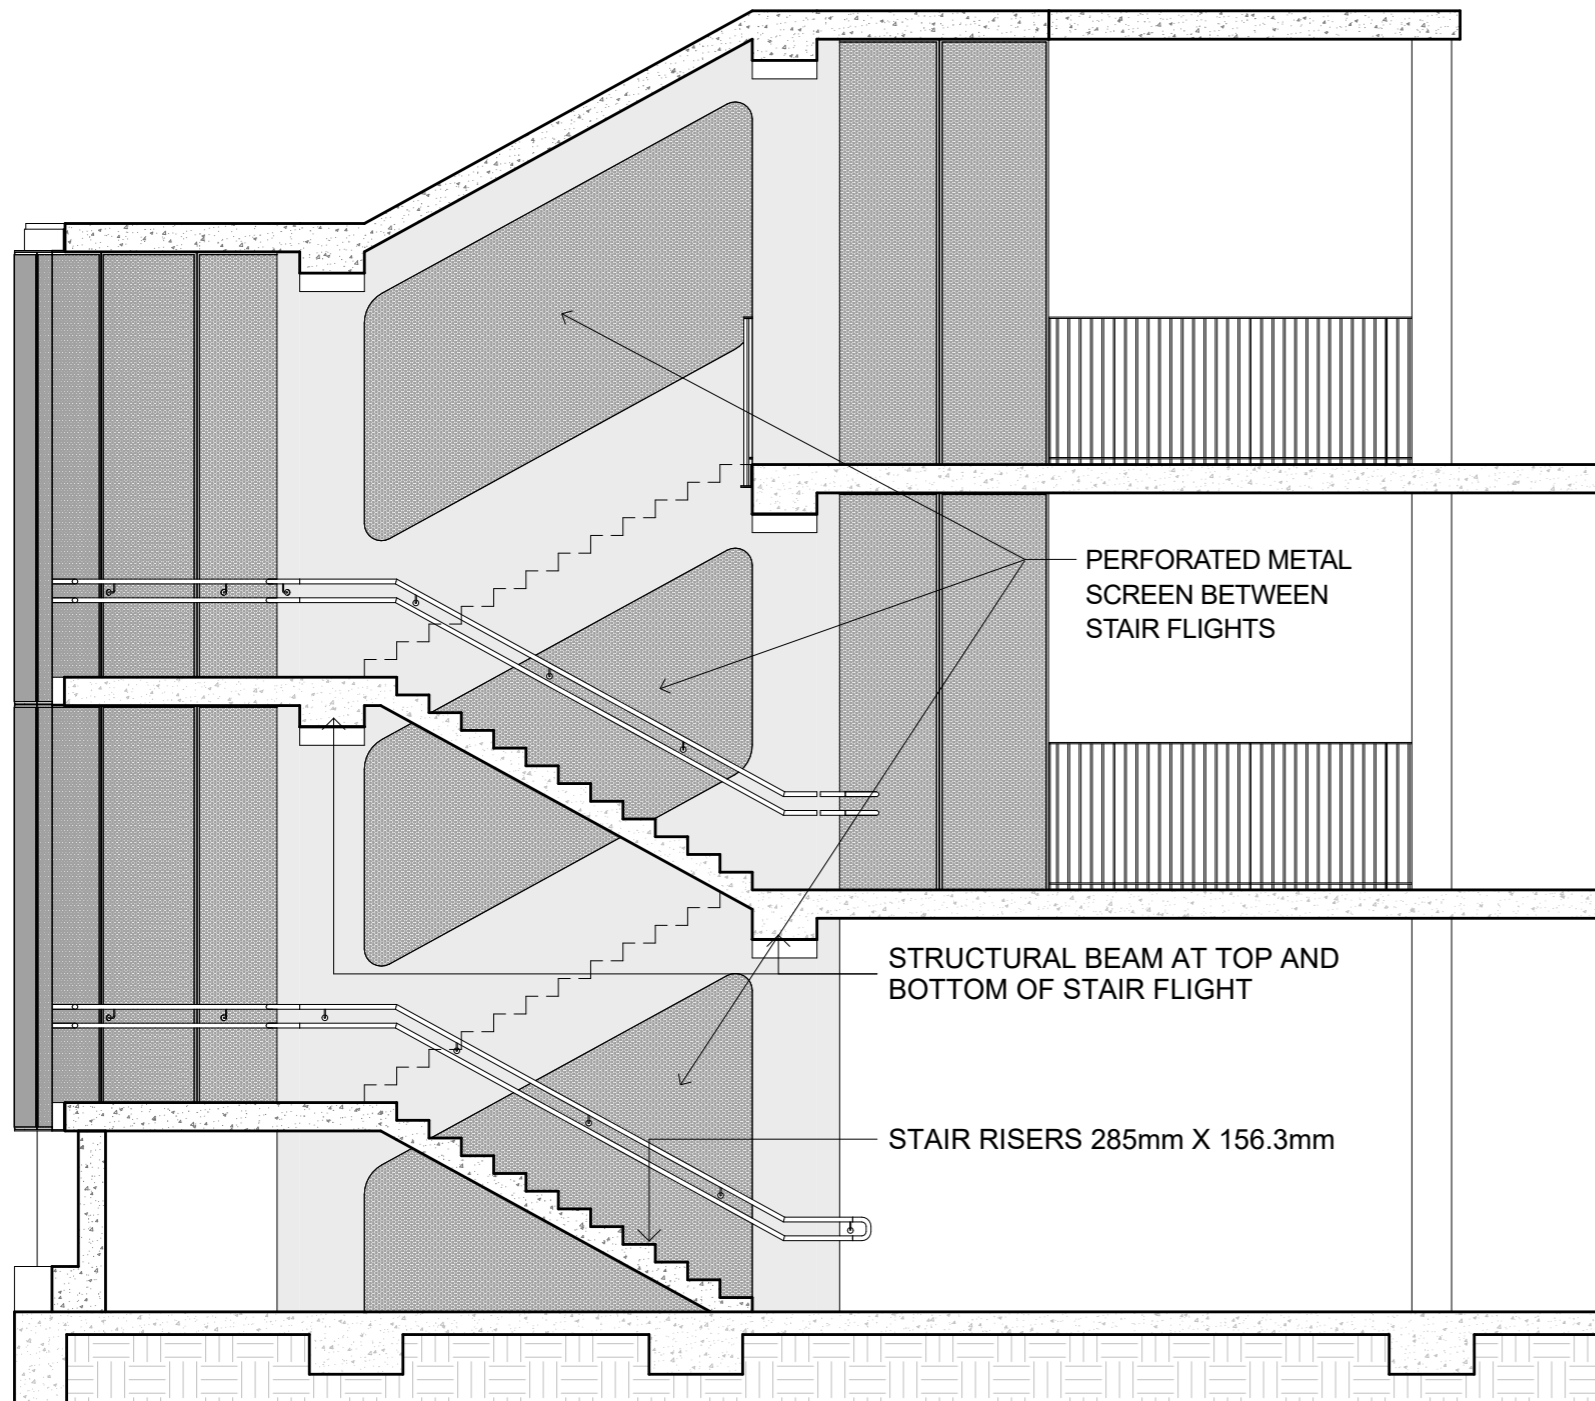 PERFORATED METAL
SCREEN BETWEEN
STAIR FLIGHTS
STRUCTURAL BEAM AT TOP AND
BOTTOM OF STAIR FLIGHT
STAIR RISERS 285mm X 156.3mm